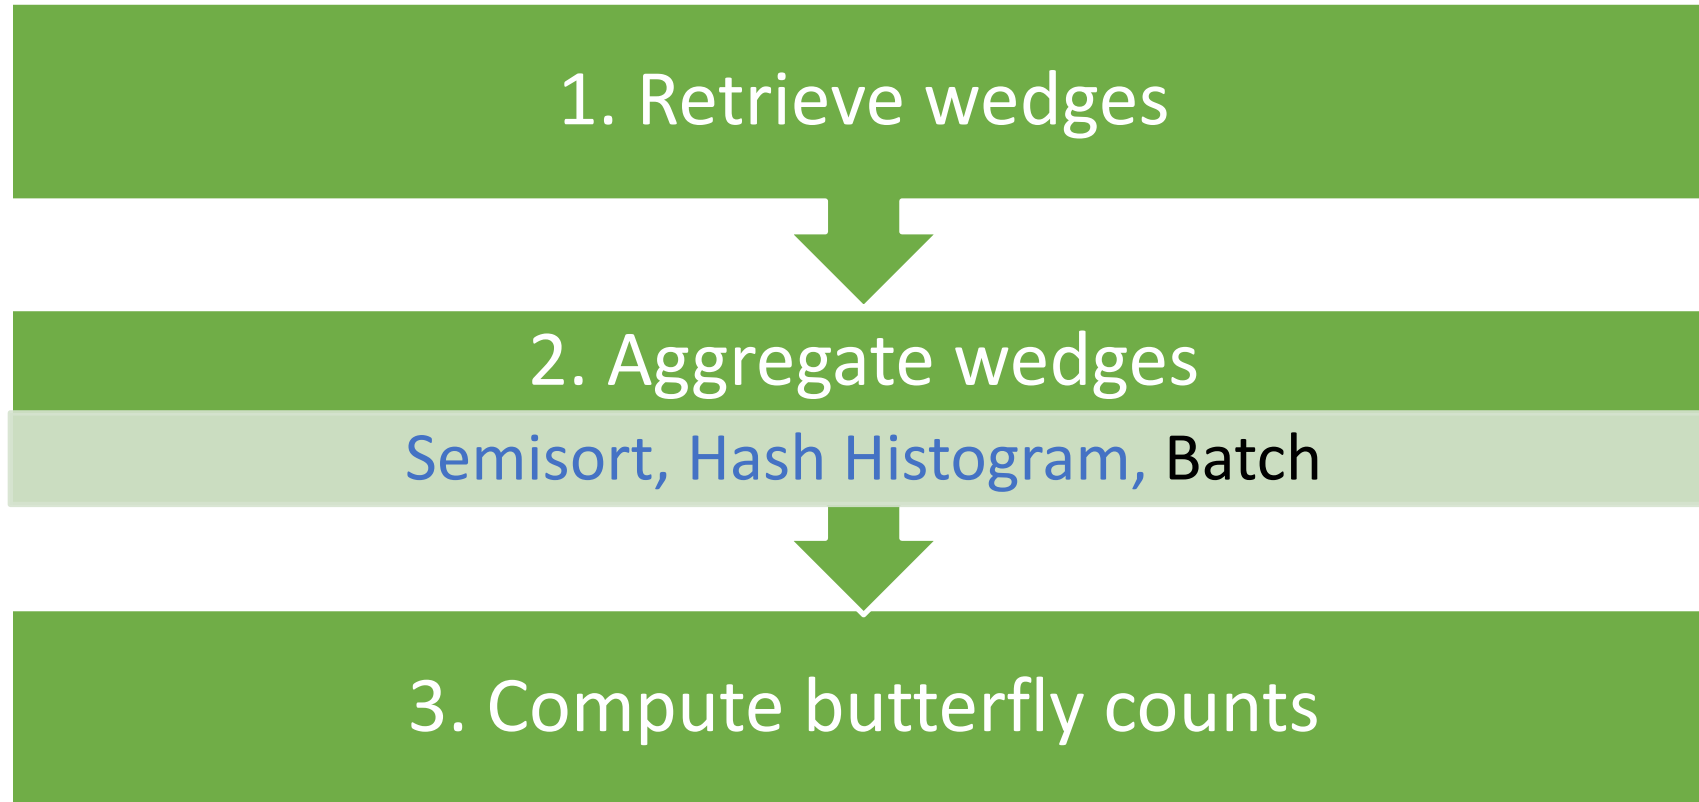 1. Retrieve wedges
2. Aggregate wedges
Semisort, Hash Histogram, Batch
3. Compute butterfly counts